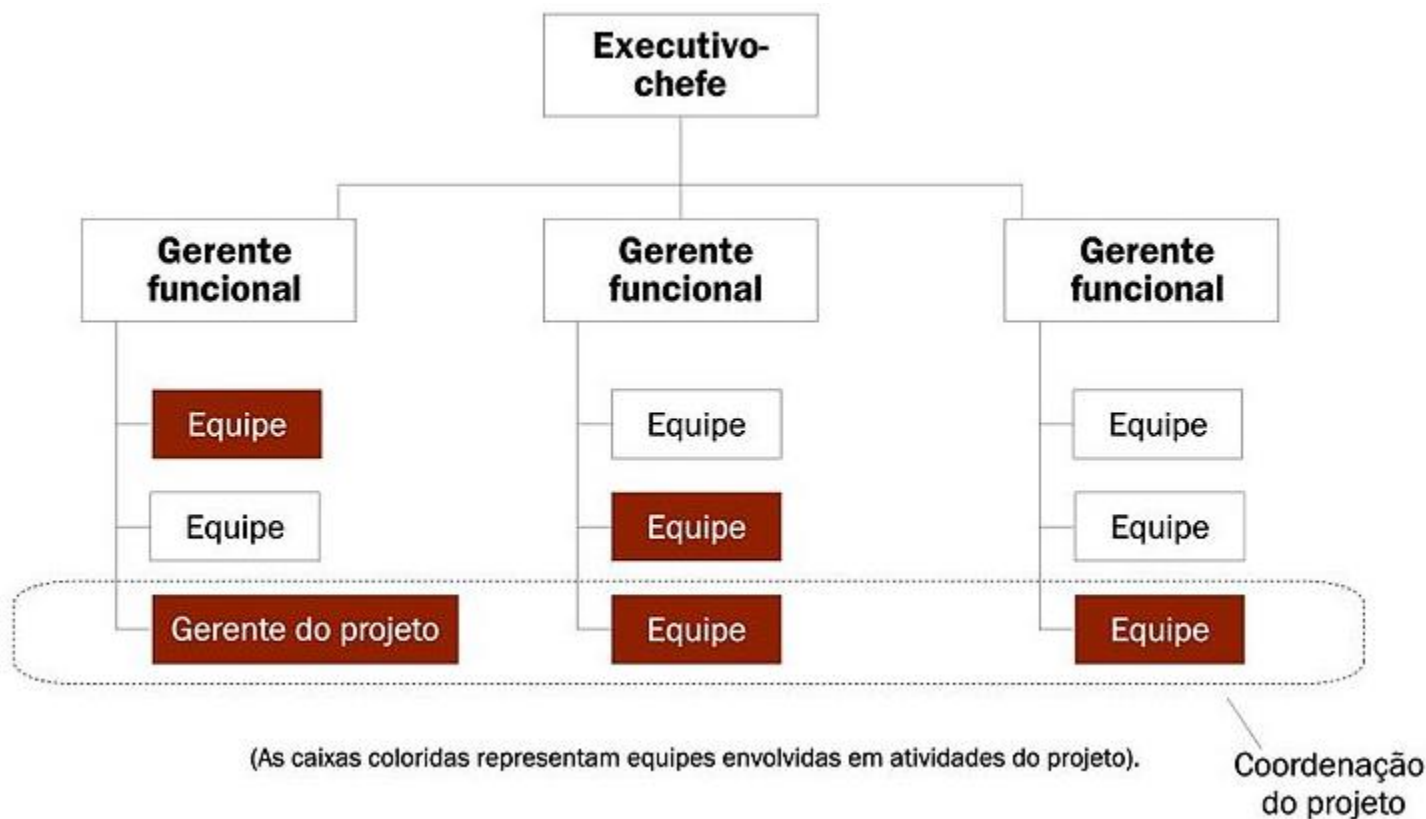 Executivo-
chefe
Gerente
funcional
Gerente
funcional
Gerente
funcional
Equipe
Equipe
Equipe
Equipe
Equipe
Equipe
Gerente do projeto
Equipe
Equipe
(As caixas coloridas representam equipes envolvidas em atividades do projeto).
Coordenação
do projeto